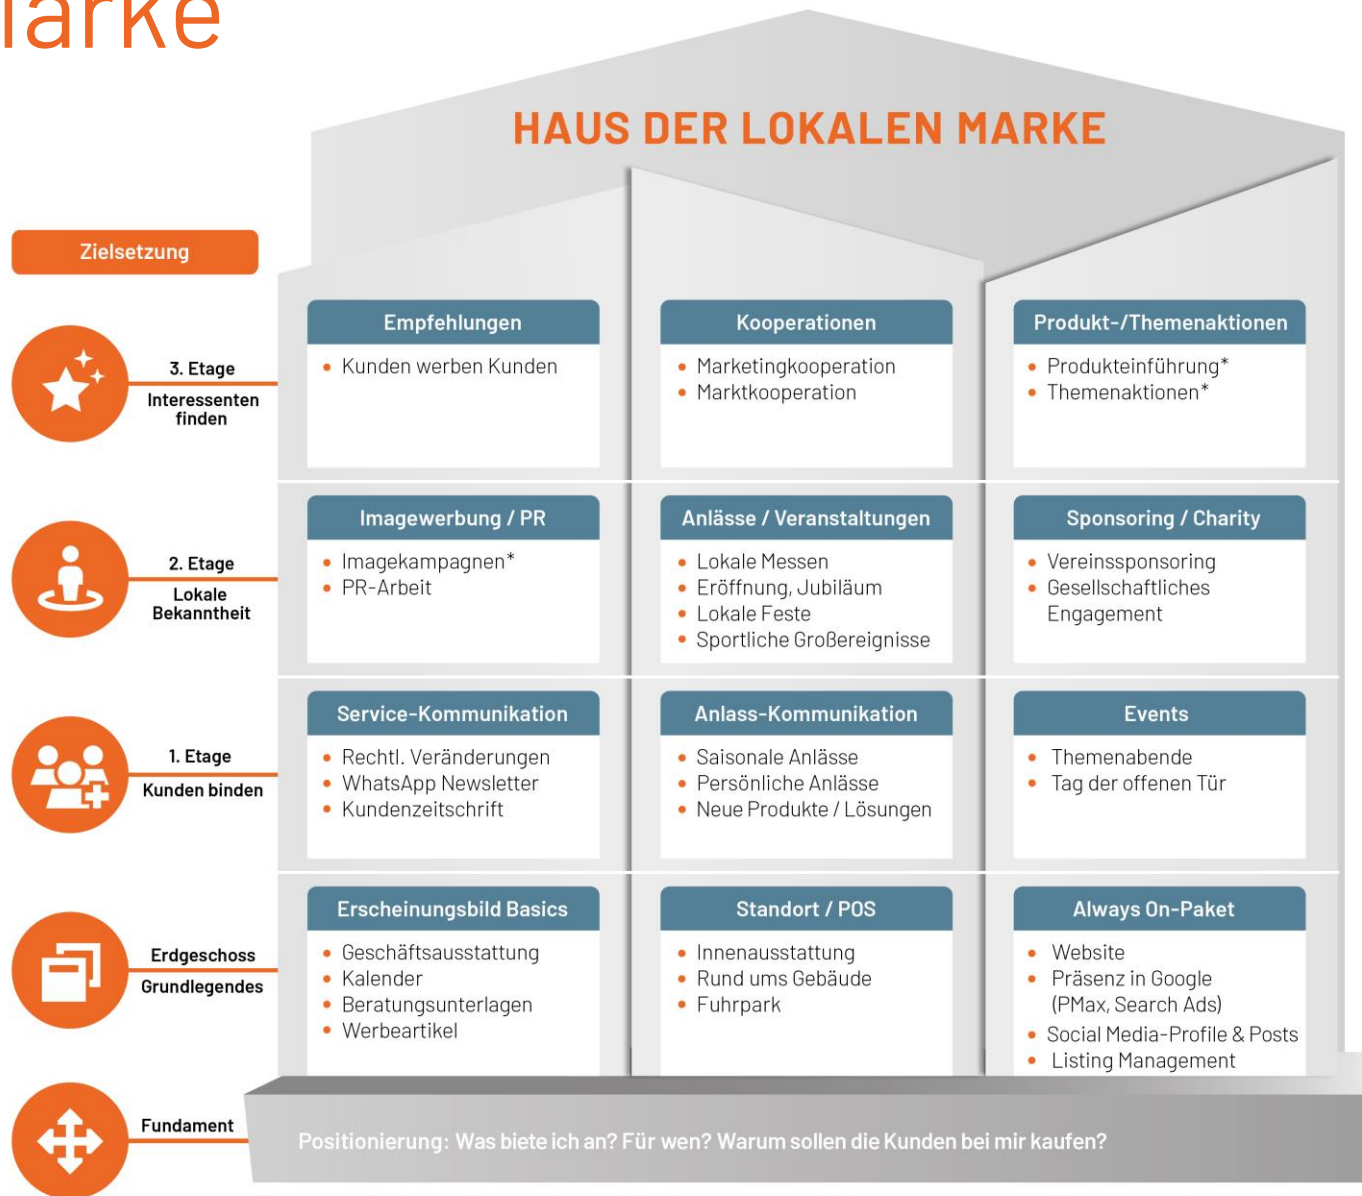 Marke
HAUS DER LOKALEN MARKE
Zielsetzung
3. Etage
Interessenten
finden
Empfehlungen
• Kunden werben Kunden
Kooperationen
• Marketingkooperation
• Marktkooperation
Produkt-/Themenaktionen
• Produkteinführung*
• Themenaktionen*
2. Etage
Lokale
Bekanntheit
Imagewerbung / PR
• Imagekampagnen*
• PR-Arbeit
Anlässe / Veranstaltungen
• Lokale Messen
• Eröffnung, Jubiläum
• Lokale Feste
• Sportliche Großereignisse
Sponsoring / Charity
• Vereinssponsoring
• Gesellschaftliches
Engagement
1. Etage
Kunden binden
Service-Kommunikation
• Rechtl. Veränderungen
• WhatsApp Newsletter
• Kundenzeitschrift
Anlass-Kommunikation
• Saisonale Anlässe
• Persönliche Anlässe
• Neue Produkte / Lösungen
Events
• Themenabende
• Tag der offenen Tür
Erdgeschoss
Grundlegendes
Erscheinungsbild Basics
• Geschäftsausstattung
• Kalender
• Beratungsunterlagen
• Werbeartikel
Standort / POS
• Innenausstattung
• Rund ums Gebäude
• Fuhrpark
Always On-Paket
• Website
• Präsenz in Google
(PMax, Search Ads)
• Social Media-Profile & Posts
• Listing Management
Fundament
Positionierung: Was biete ich an? Für wen? Warum sollen die Kunden bei mir kaufen?